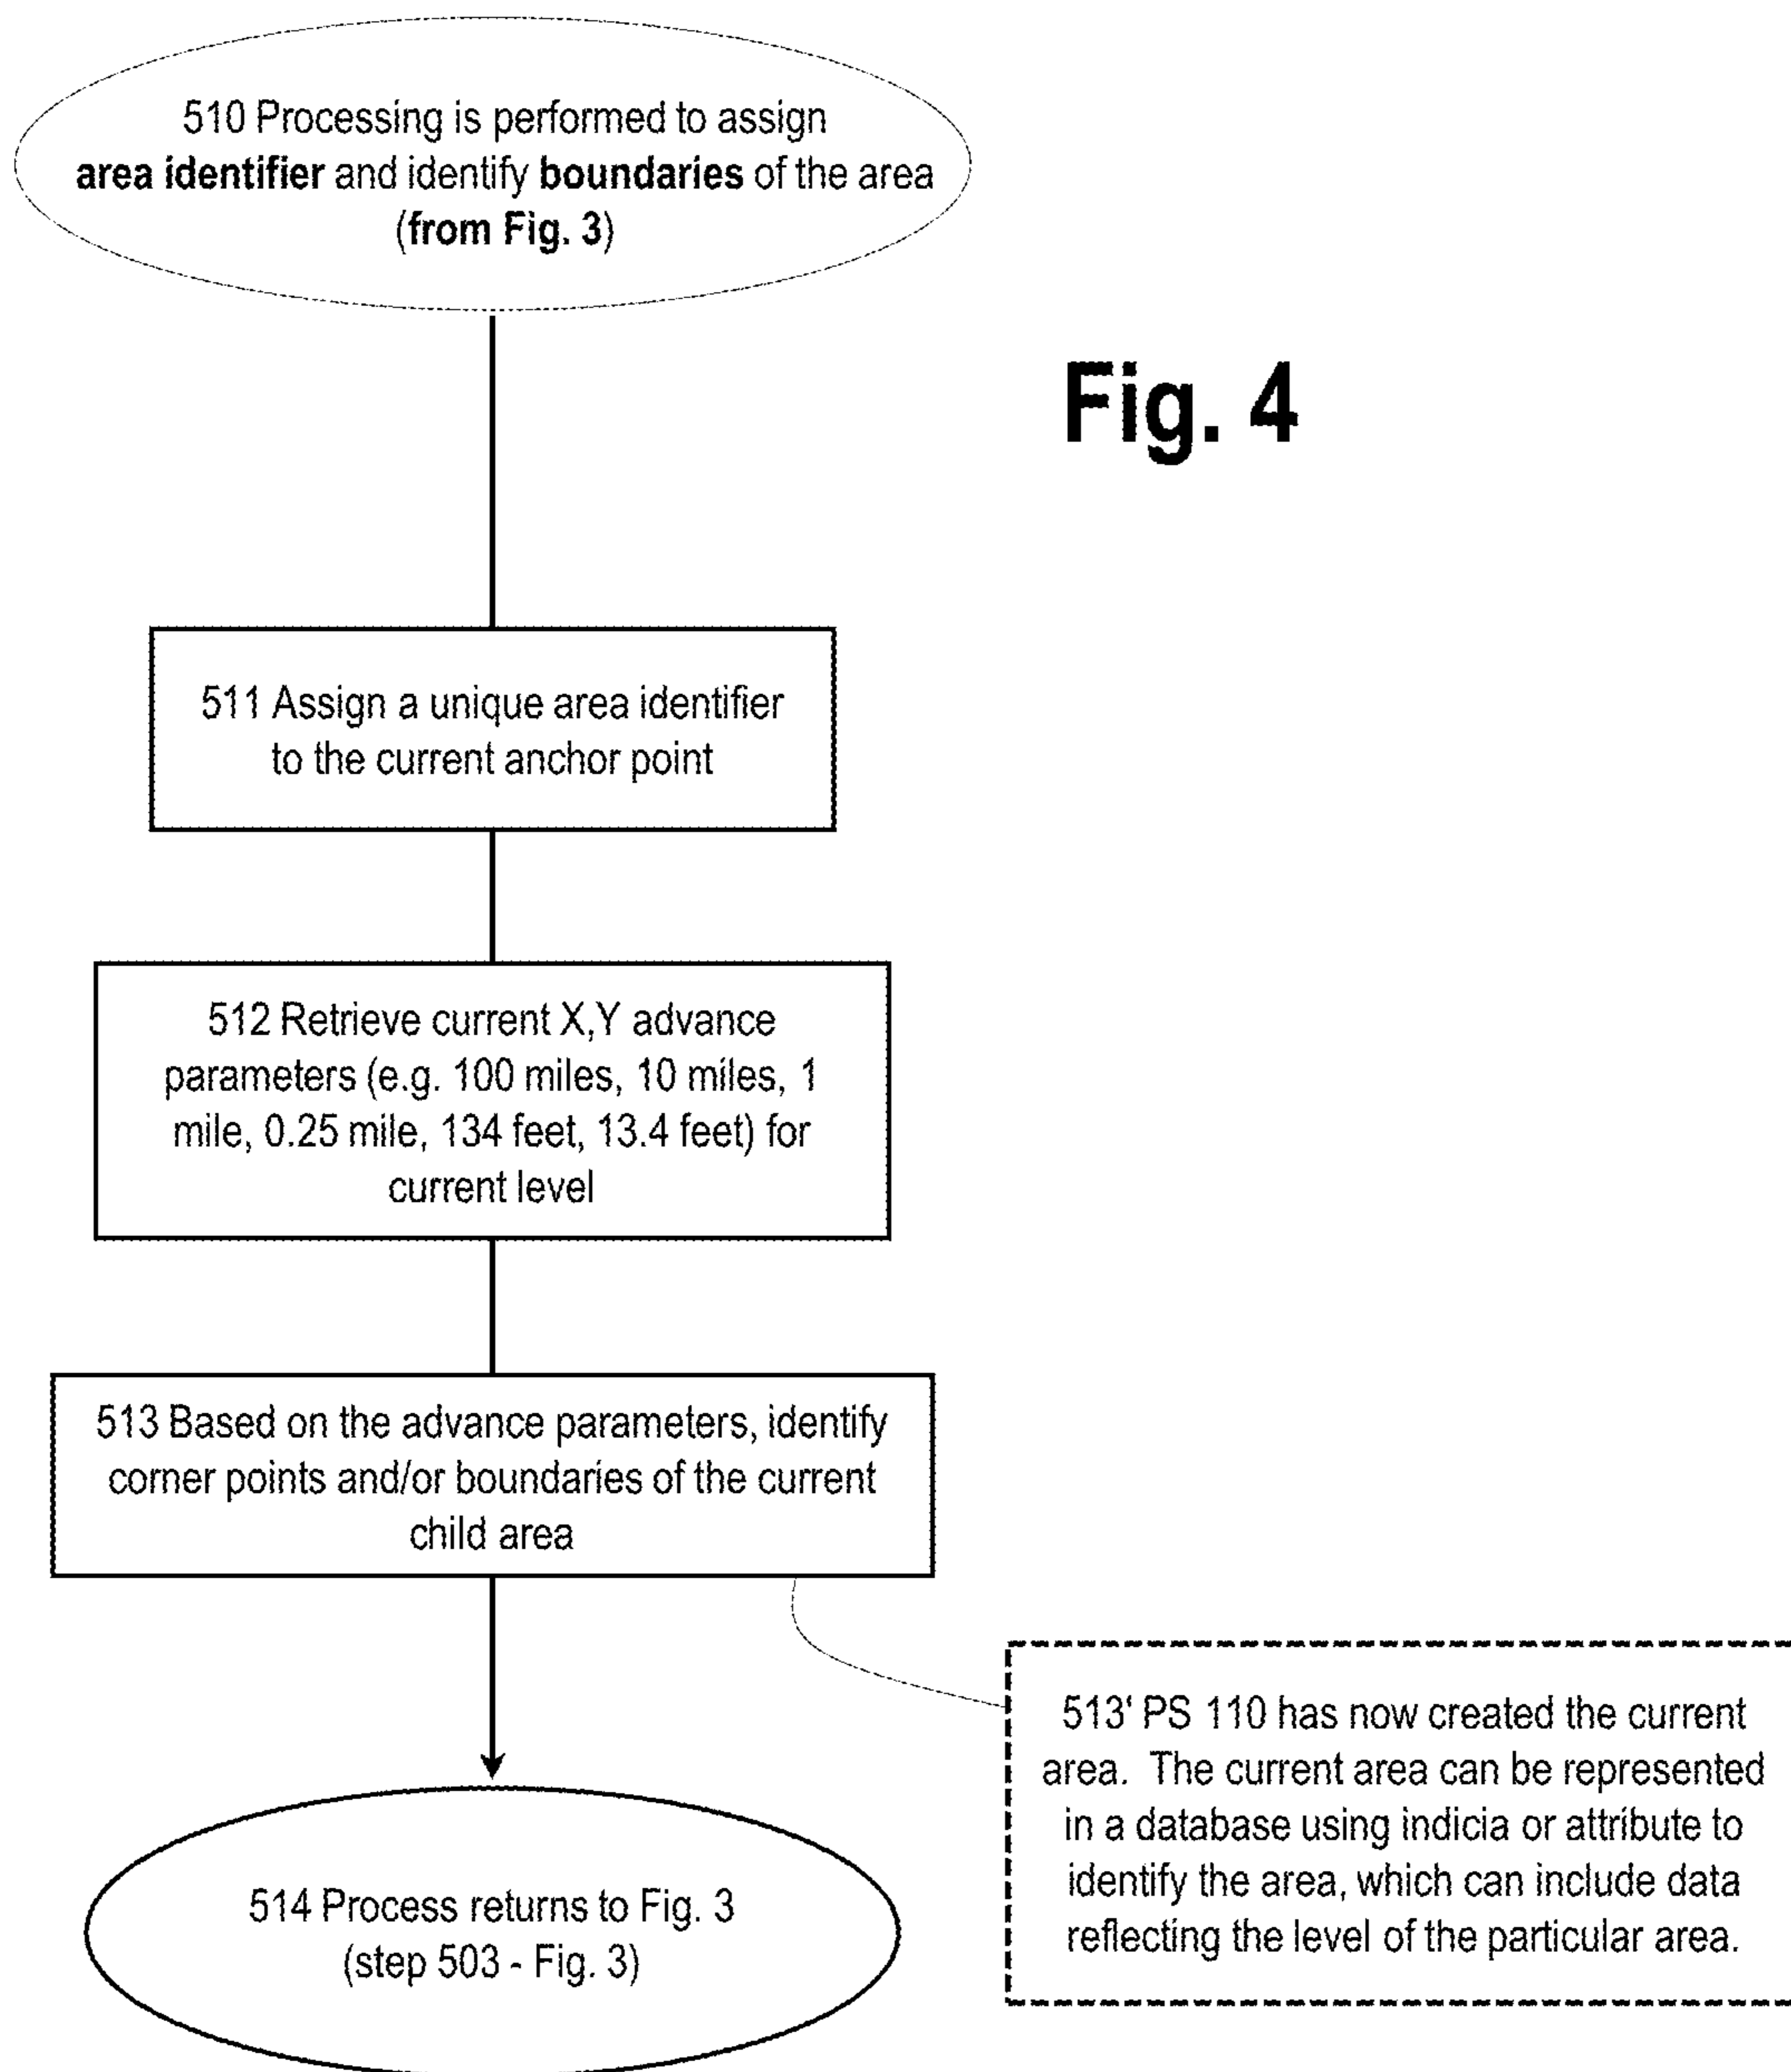 510 Processing is performed to assign
area identifier and identify boundaries of the area
(from Fig. 3)
Fig. 4
511 Assign a unique area identifier
to the current anchor point
512 Retrieve current X,Y advance
parameters (e.g. 100 miles, 10 miles, 1
mile, 0.25 mile, 134 feet, 13.4 feet) for
current level
513 Based on the advance parameters, identify
corner points and/or boundaries of the current
child area
513' PS 110 has now created the current
area. The current area can be represented
in a database using indicia or attribute to
identify the area, which can include data
reflecting the level of the particular area.
514 Process returns to Fig. 3
(step 503 - Fig. 3)